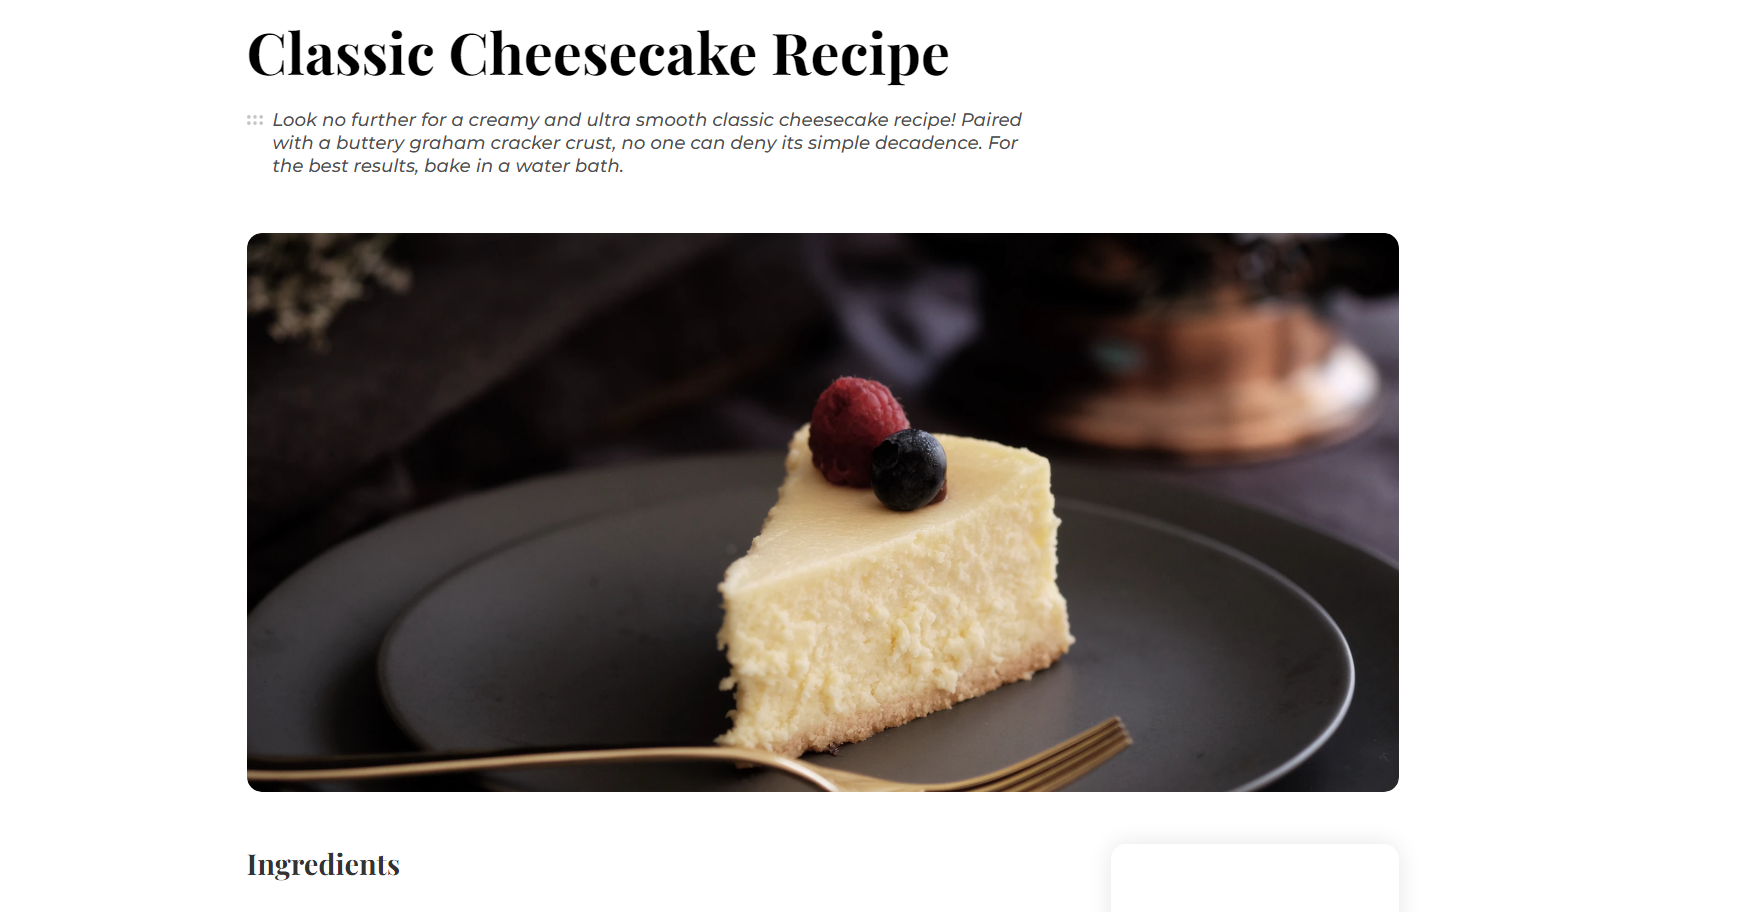 Classic Cheesecake Recipe
Look no further for a creamy and ultra smooth classic cheesecake recipe! Paired
with a buttery graham cracker crust, no one can deny its simple decadence. For
the best results, bake in a water bath.
Ingredients